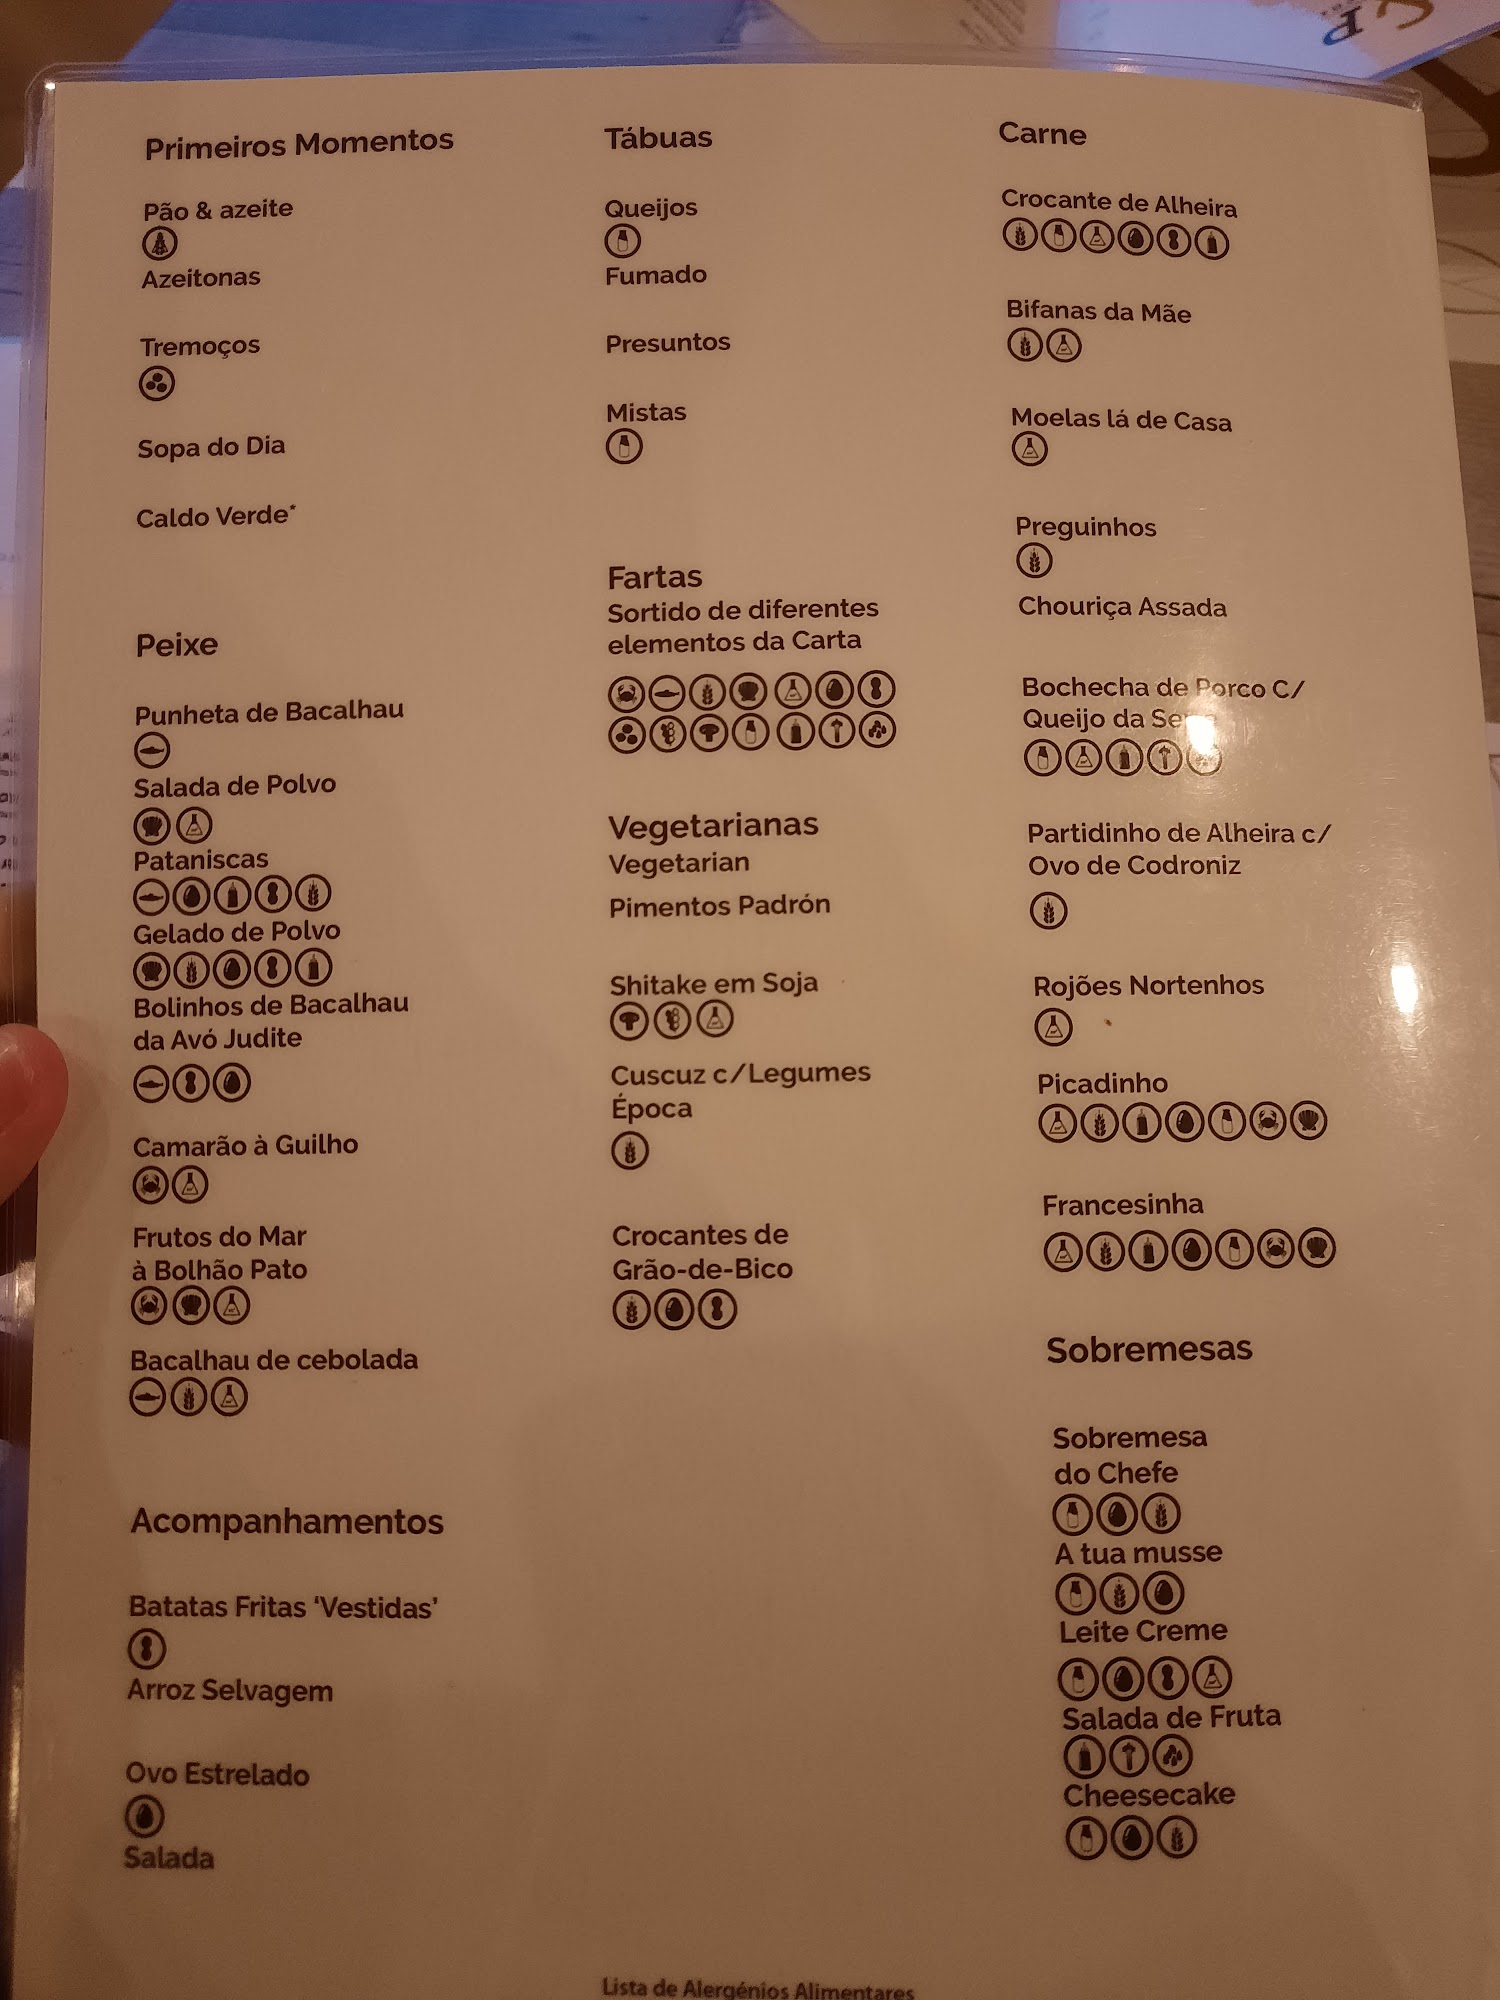 Primeiros Momentos
Pão & azeite
Azeitonas
Tremoços
Sopa do Dia
Caldo Verde*
Peixe
Punheta de Bacalhau
Salada de Polvo
Pataniscas
Gelado de Polvo
Bolinhos de Bacalhau
da Avó Judite
Camarão à Guilho
Frutos do Mar
à Bolhão Pato
Bacalhau de cebolada
Acompanhamentos
Batatas Fritas ‘Vestidas’
Arroz Selvagem
Ovo Estrelado
Salada
Tábuas
Queijos
Fumado
Presuntos
Mistas
Fartas
Sortido de diferentes
elementos da Carta
Vegetarianas
Vegetarian
Pimentos Padrón
Shitake em Soja
Cuscuz c/Legumes
Época
Crocantes de
Grão-de-Bico
Carne
Crocante de Alheira
Bifanas da Mãe
Moelas lá de Casa
Preguinhos
Chouriça Assada
Bochecha de Porco C/
Queijo da
Partidinho de Alheira c/
Ovo de Codroniz
Rojões Nortenhos
Picadinho
Francesinha
Sobremesas
Sobremesa
do Chefe
A tua musse
Leite Creme
Salada de Fruta
Cheesecake
Lista de Alergénios Alimentares